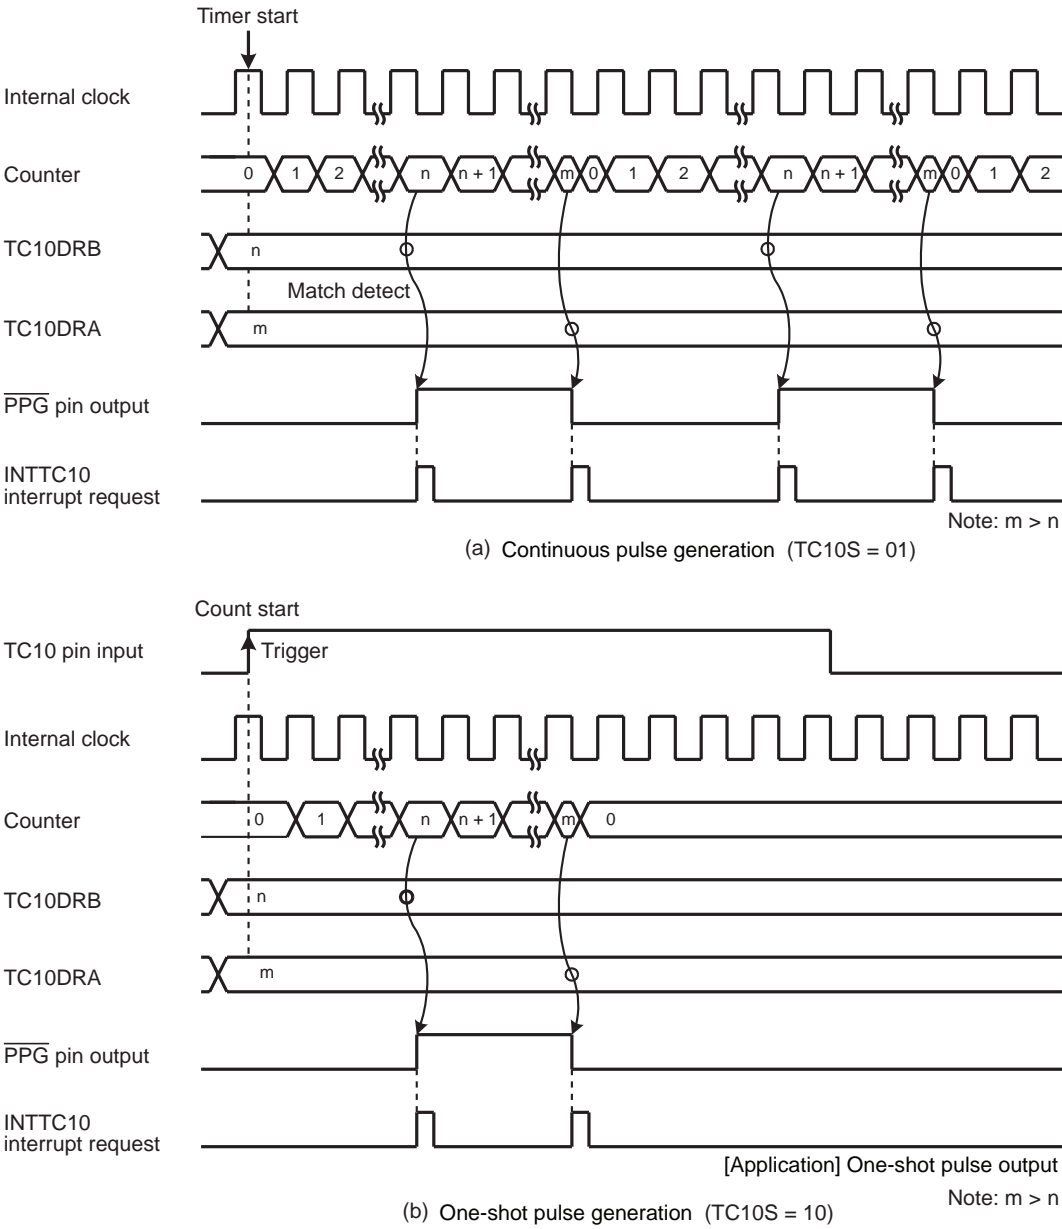 Timer start
Internal clock
Counter 0 1 2 n n + 1 m 0 1 2 n n + 1 m 0 1 2
TC10DRB n
Match detect
TC10DRA m
PPG pin output
INTTC10
interrupt request
Note: m > n
(a) Continuous pulse generation (TC10S = 01)
Count start
TC10 pin input Trigger
Internal clock
Counter 0 1 n n + 1 m 0
TC10DRB n
TC10DRA m
PPG pin output
INTTC10
interrupt request
[Application] One-shot pulse output
Note: m > n
(b) One-shot pulse generation (TC10S = 10)